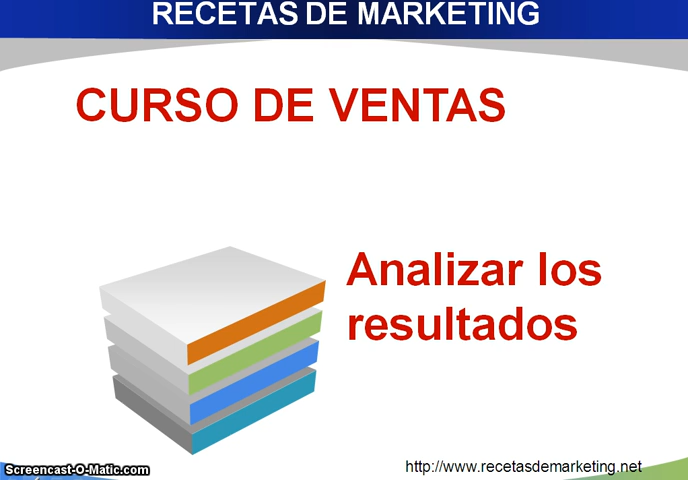 RECETAS DE MARKETING
CURSO DE VENTAS
Analizar los
resultados
Screencast-O-Matic.com
http://www.recetasdemarketing.net